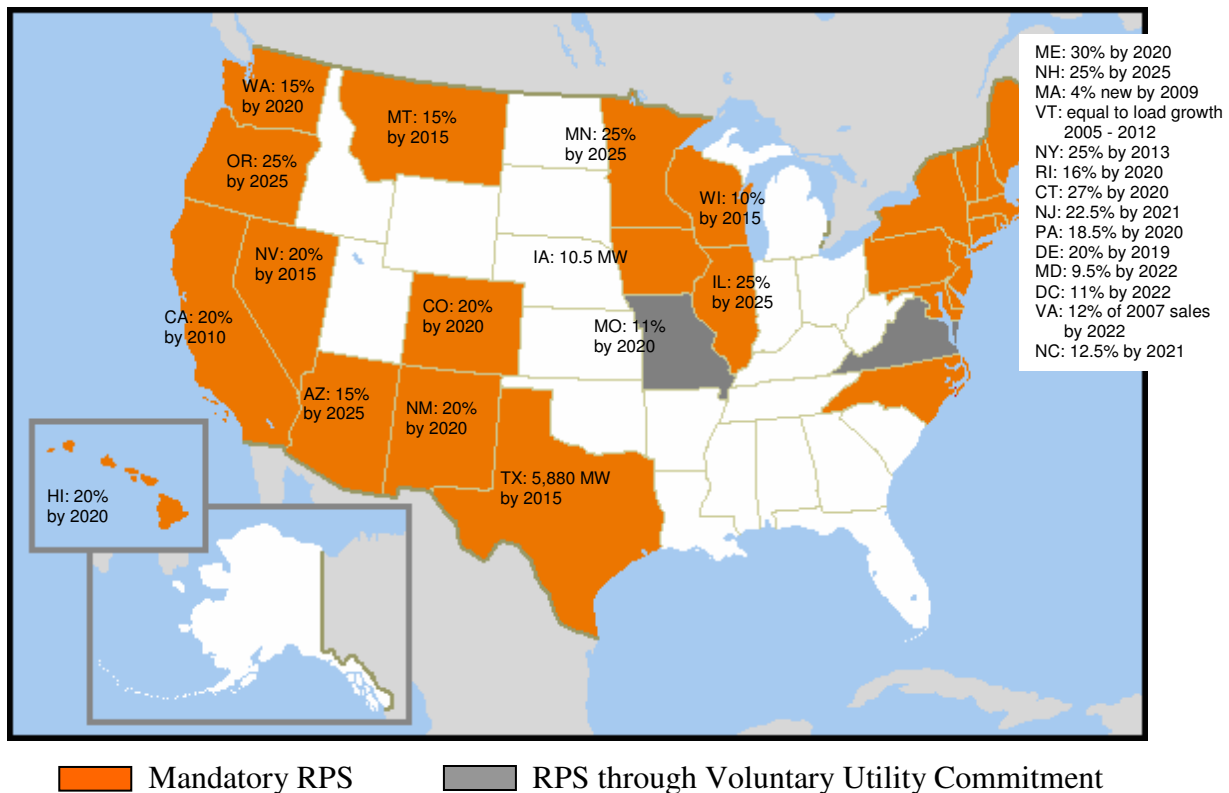 WA: 15%
by 2020
MT: 15%
by 2015
MN: 25%
by 2025
OR: 25%
by 2025
WI: 10%
by 2015
NV: 20%
by 2015
IA: 10.5 MW
IL: 25%
by 2025
CO: 20%
by 2020
CA: 20%
by 2010
MO: 11%
by 2020
AZ: 15%
by 2025
NM: 20%
by 2020
TX: 5,880 MW
by 2015
HI: 20%
by 2020
ME: 30% by 2020
NH: 25% by 2025
MA: 4% new by 2009
VT: equal to load growth
2005 - 2012
NY: 25% by 2013
RI: 16% by 2020
CT: 27% by 2020
NJ: 22.5% by 2021
PA: 18.5% by 2020
DE: 20% by 2019
MD: 9.5% by 2022
DC: 11% by 2022
VA: 12% of 2007 sales
by 2022
NC: 12.5% by 2021
Mandatory RPS
RPS through Voluntary Utility Commitment